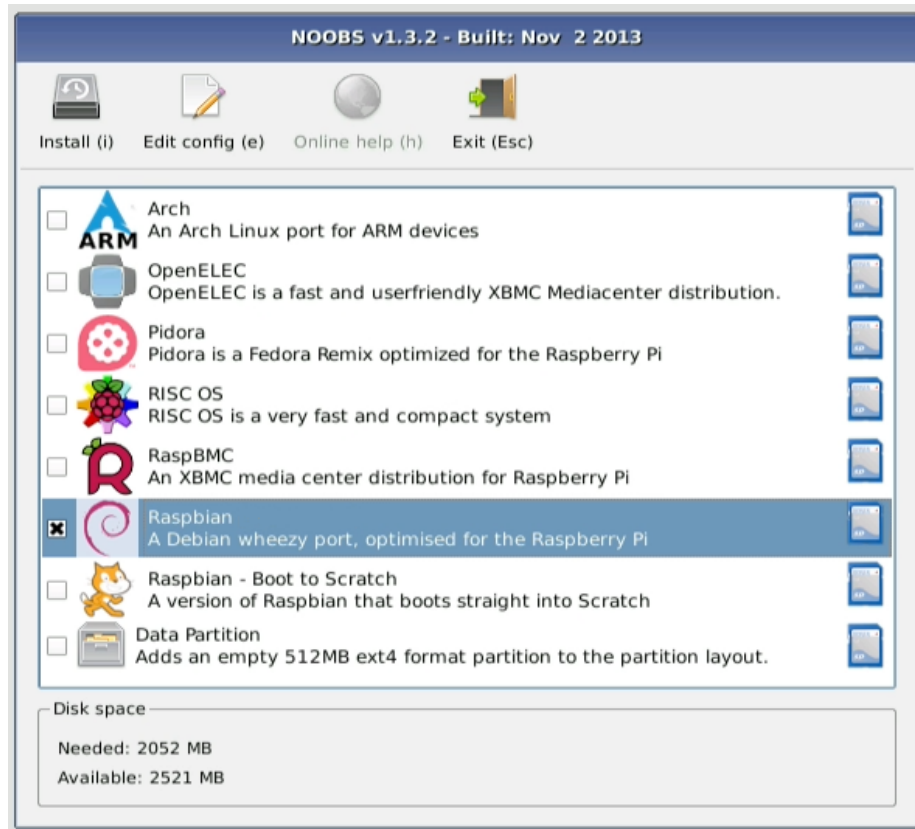 NOOBS v1.3.2 - Built: Nov  2 2013
Install (i) Edit config (e) Online help (h) Exit (Esc)
Arch
An Arch Linux port for ARM devices
ARM
OpenELEC
OpenELEC is a fast and userfriendly XBMC Mediacenter distribution.
Pidora
Pidora is a Fedora Remix optimized for the Raspberry Pi
RISC OS
RISC OS is a very fast and compact system
RaspBMC
An XBMC media center distribution for Raspberry Pi
Raspbian
A Debian wheezy port, optimised for the Raspberry Pi
Raspbian - Boot to Scratch
A version of Raspbian that boots straight into Scratch
Data Partition
Adds an empty 512MB ext4 format partition to the partition layout.
Disk space
Needed: 2052 MB
Available: 2521 MB